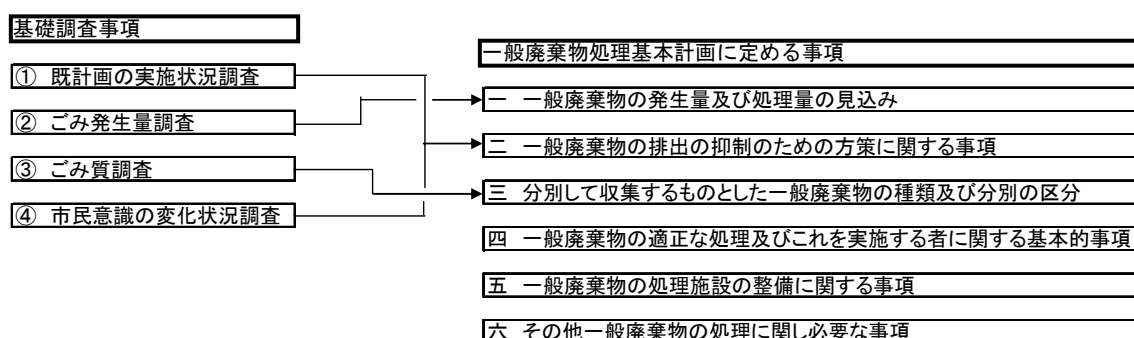 基礎調査事項
① 既計画の実施状況調査
② ごみ発生量調査
③ ごみ質調査
④ 市民意識の変化状況調査
一般廃棄物処理基本計画に定める事項
一 一般廃棄物の発生量及び処理量の見込み
二 一般廃棄物の排出の抑制のための方策に関する事項
三 分別して収集するものとした一般廃棄物の種類及び分別の区分
四 一般廃棄物の適正な処理及びこれを実施する者に関する基本的事項
五 一般廃棄物の処理施設の整備に関する事項
六 その他一般廃棄物の処理に関し必要な事項